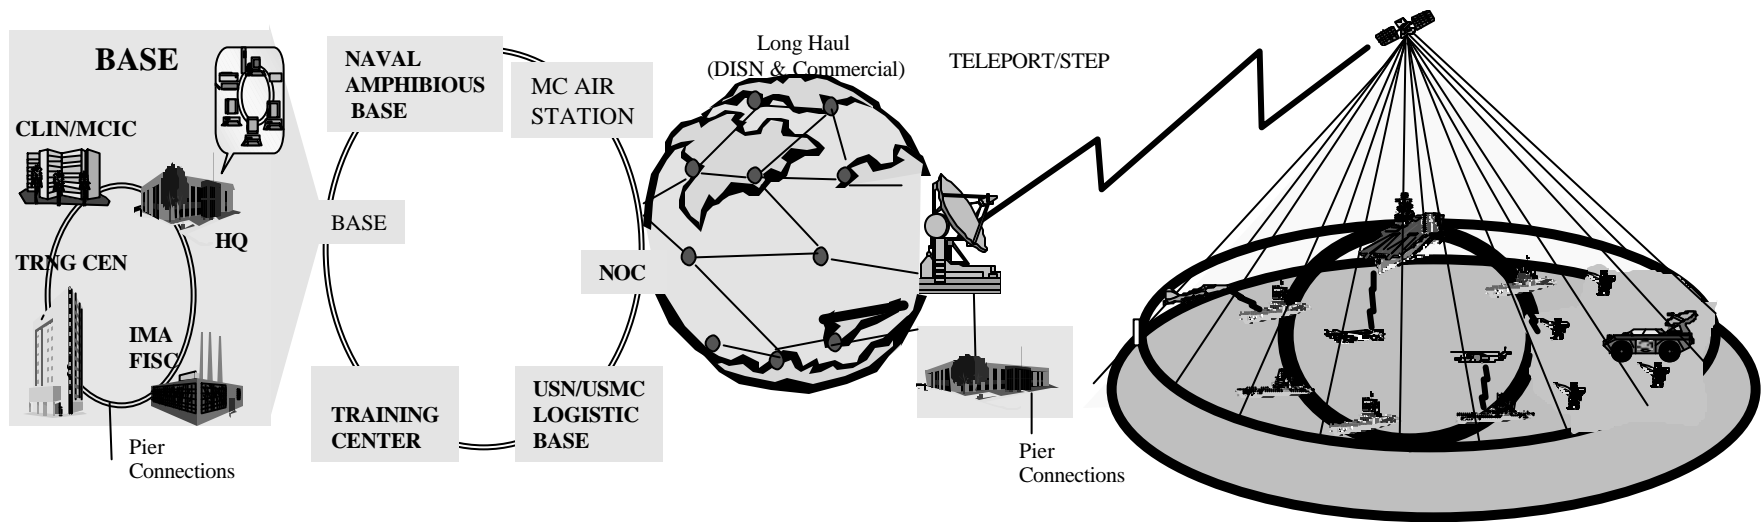 BASE
CLIN/MCIC
HQ
TRNG CEN
IMA
FISC
Pier
Connections
NAVAL
AMPHIBIOUS
BASE
MC AIR
STATION
BASE
NOC
TRAINING
CENTER
USN/USMC
LOGISTIC
BASE
Long Haul
(DISN & Commercial)
TELEPORT/STEP
Pier
Connections